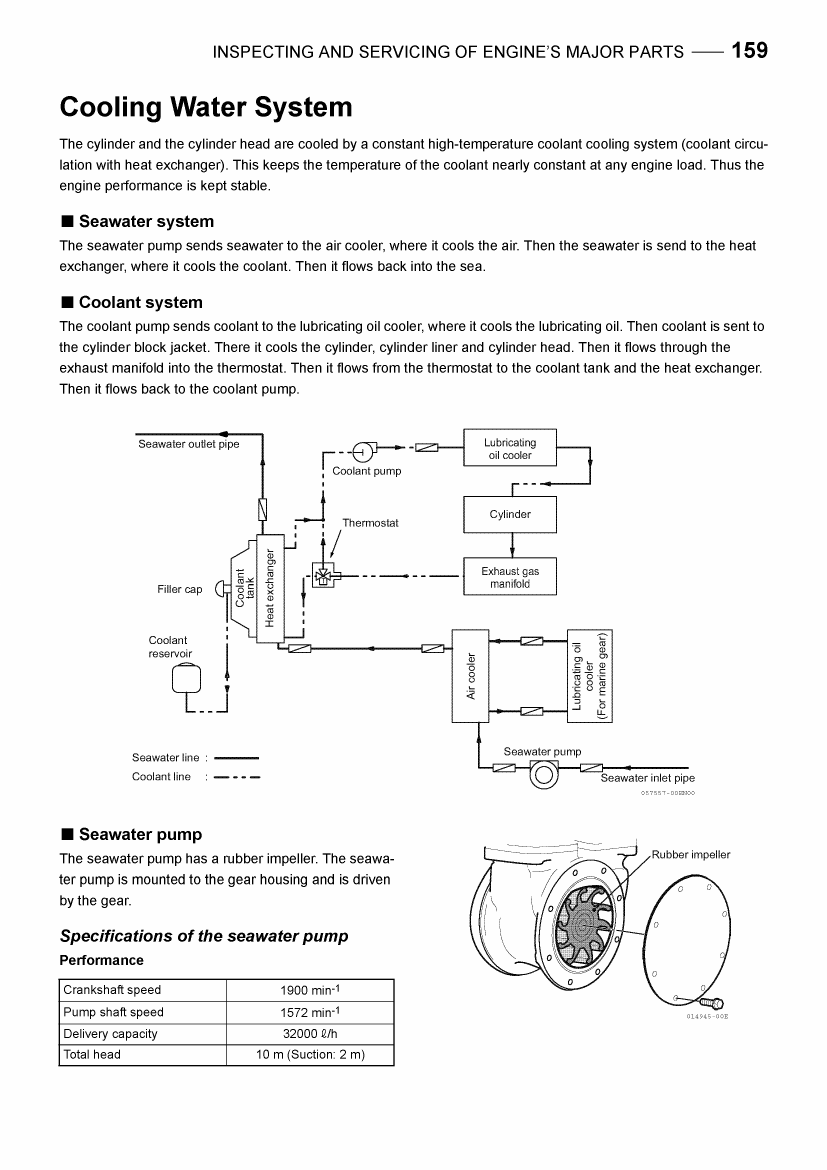 INSPECTING AND SERVICING OF ENGINE'S MAJOR PARTS —— 159
Cooling Water System
The cylinder and the cylinder head are cooled by a constant high-temperature coolant cooling system (coolant circu-
lation with heat exchanger). This keeps the temperature of the coolant nearly constant at any engine load. Thus the
engine performance is kept stable.
■ Seawater system
The seawater pump sends seawater to the air cooler, where it cools the air. Then the seawater is send to the heat
exchanger, where it cools the coolant. Then it flows back into the sea.
■ Coolant system
The coolant pump sends coolant to the lubricating oil cooler, where it cools the lubricating oil. Then coolant is sent to
the cylinder block jacket. There it cools the cylinder, cylinder liner and cylinder head. Then it flows through the
exhaust manifold into the thermostat. Then it flows from the thermostat to the coolant tank and the heat exchanger.
Then it flows back to the coolant pump.
Seawater outlet pipe
Coolant pump
Lubricating
oil cooler
Thermostat
Cylinder
Exhaust gas
manifold
Filler cap
Coolant
tank
Heat exchanger
Coolant
reservoir
Air cooler
Lubricating oil
cooler
(For marine gear)
Seawater line :
Coolant line :
Seawater pump
Seawater inlet pipe
057557-00EN00
■ Seawater pump
The seawater pump has a rubber impeller. The seawa-
ter pump is mounted to the gear housing and is driven
by the gear.
Rubber impeller
014945-00E
Specifications of the seawater pump
Performance
Crankshaft speed 1900 min-1
Pump shaft speed 1572 min-1
Delivery capacity 32000 ℓ/h
Total head 10 m (Suction: 2 m)